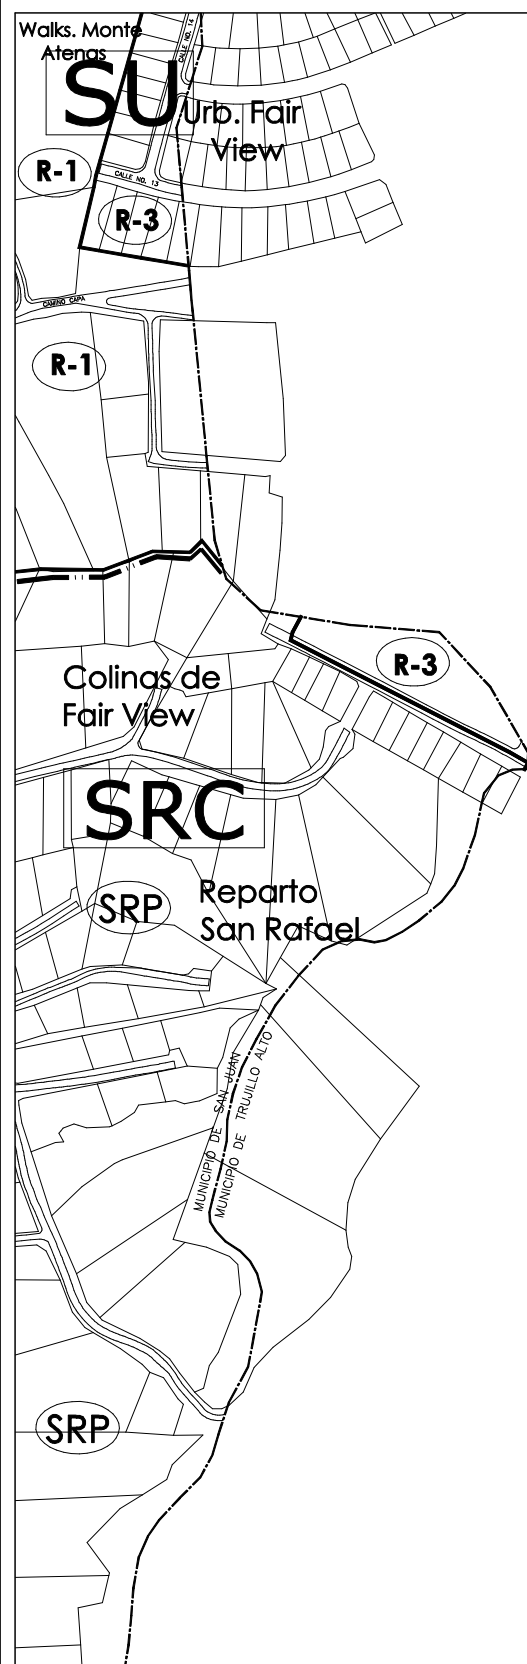 Walks. Monte
Atenas
CALLE NO. 14
SU
Urb. Fair
View
R-1
CALLE NO. 13
R-3
CAMINO CAPA
R-1
R-3
Colinas de
Fair View
SRC
SRP
Reparto
San Rafael
MUNICIPIO DE SAN JUAN
MUNICIPIO DE TRUJILLO ALTO
SRP